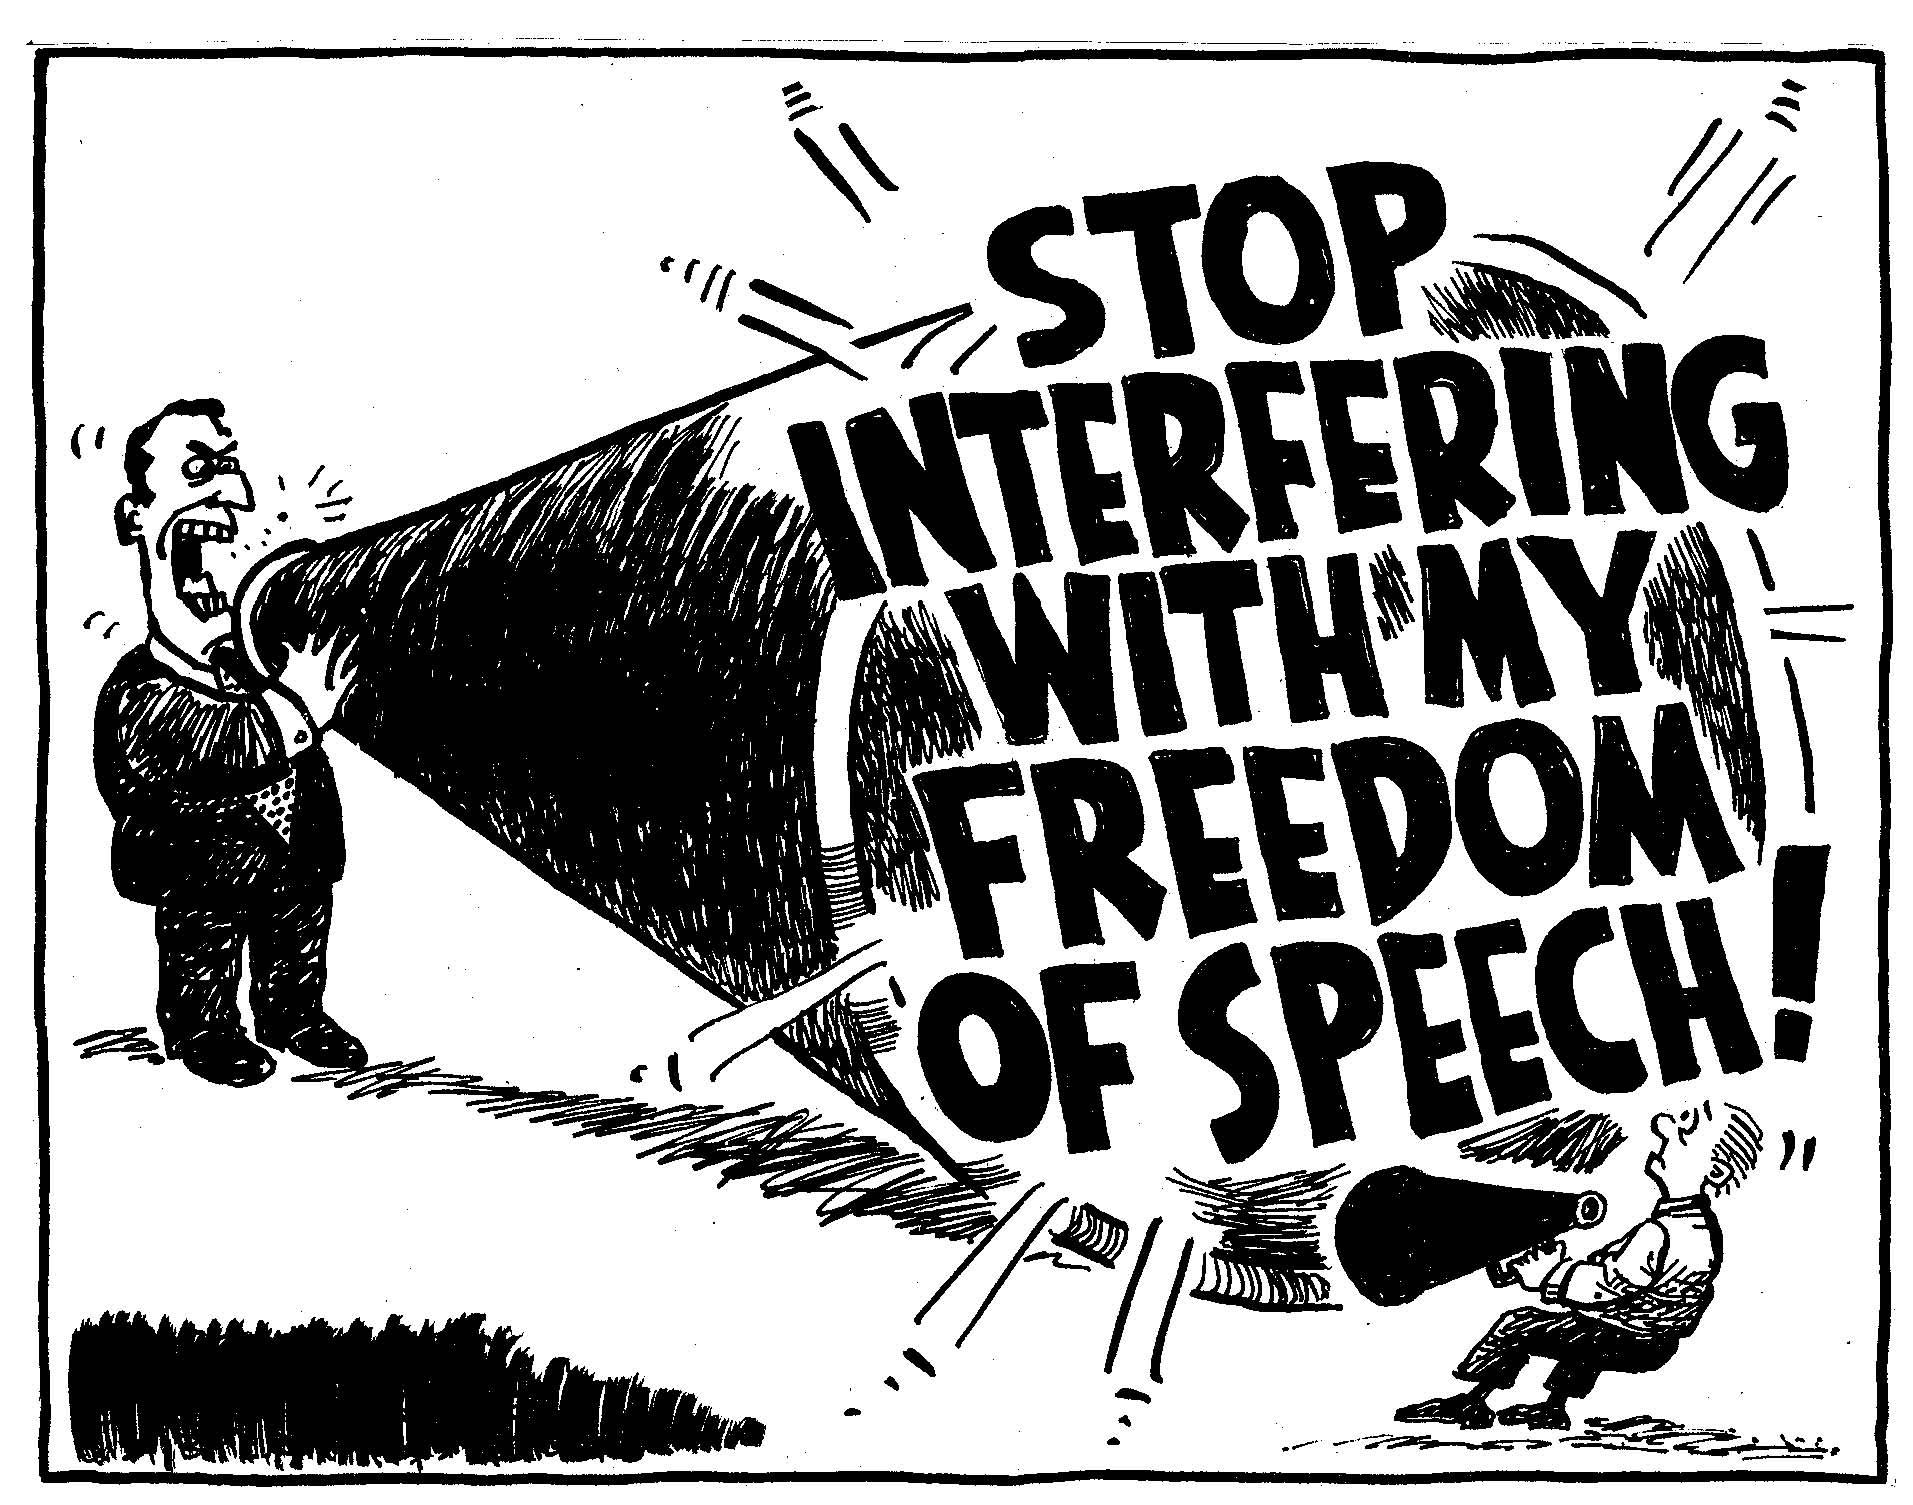 STOP
INTERFERING
WITH MY
FREEDOM
OF SPEECH!